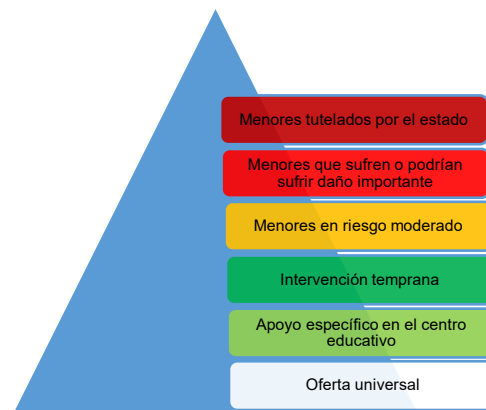 Menores tutelados por el estado
Menores que sufren o podrían
sufrir daño importante
Menores en riesgo moderado
Intervención temprana
Apoyo específico en el centro
educativo
Oferta universal